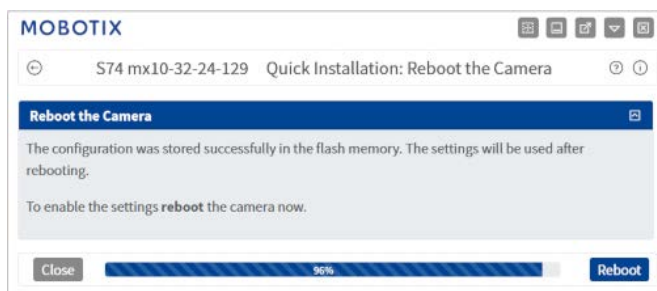 MOBOTIX
S74 mx10-32-24-129 Quick Installation: Reboot the Camera
Reboot the Camera
The configuration was stored successfully in the flash memory. The settings will be used after
rebooting.
To enable the settings reboot the camera now.
Close 96% Reboot